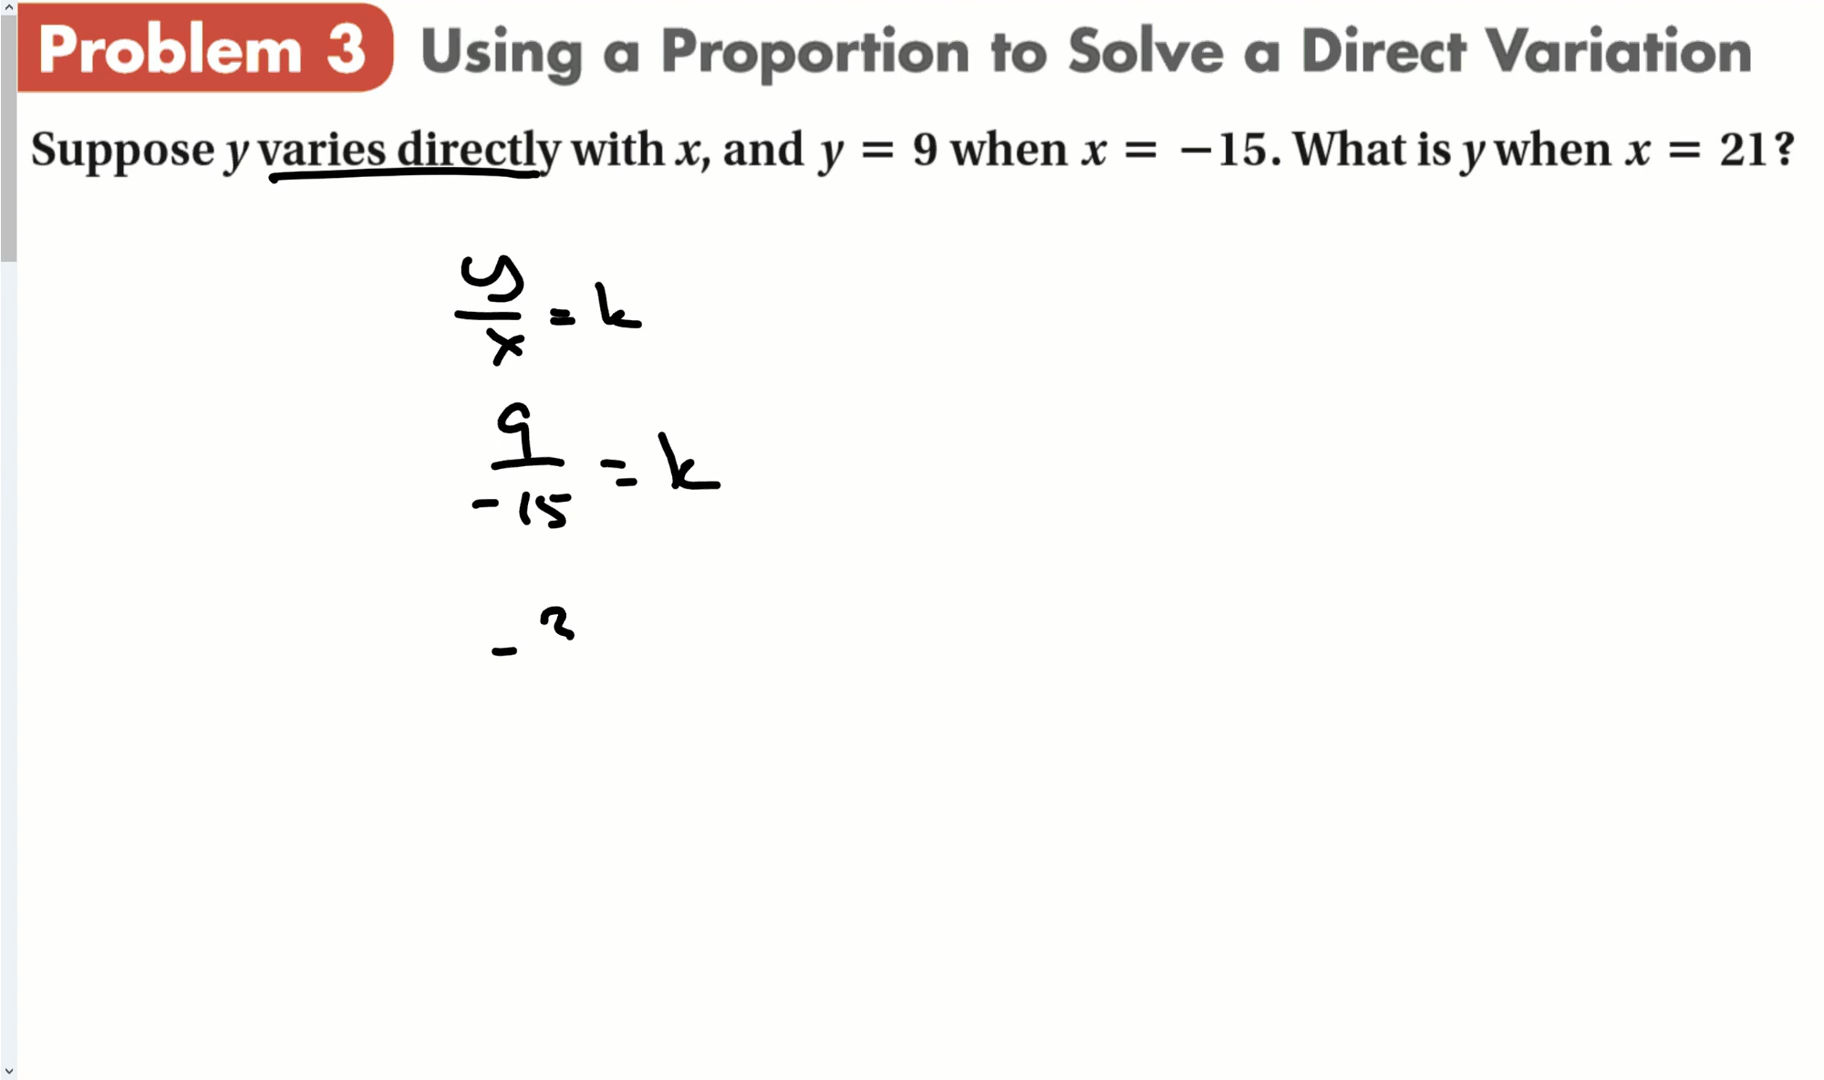 Problem 3 Using a Proportion to Solve a Direct Variation
Suppose y varies directly with x, and y = 9 when x = −15. What is y when x = 21?
y/x = k
9/-15 = k
- 3